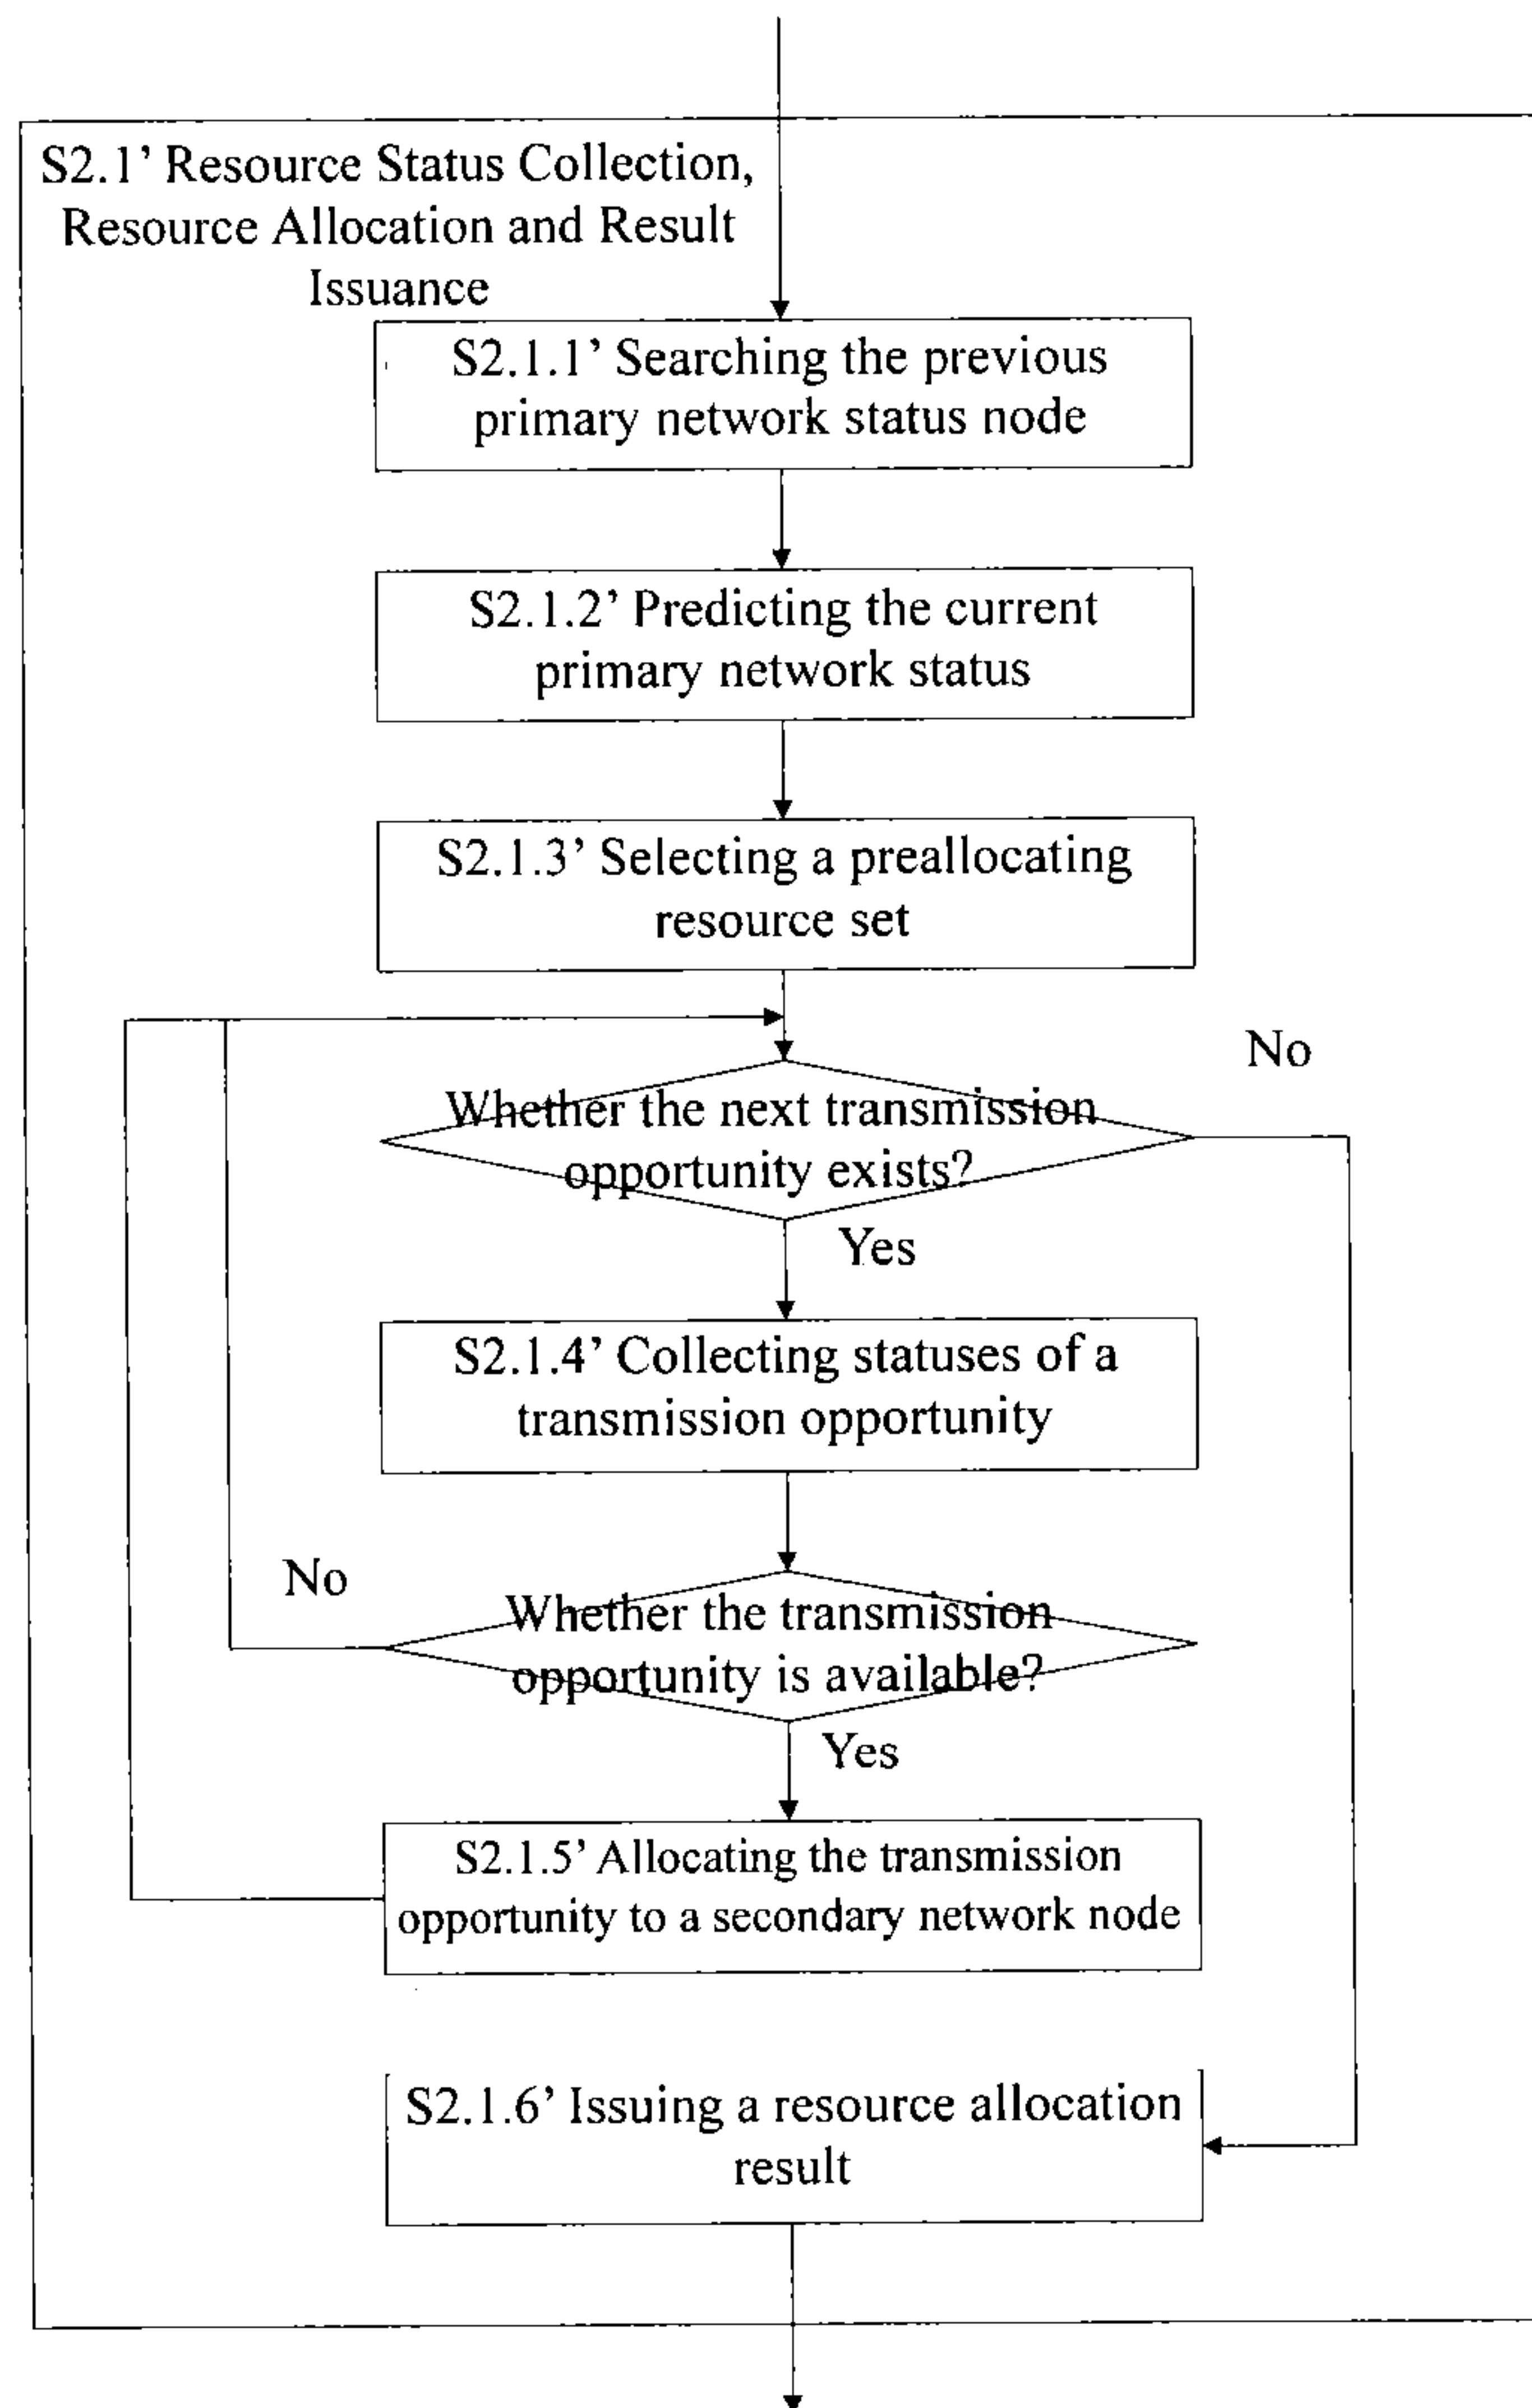 S2.1’ Resource Status Collection,
Resource Allocation and Result
Issuance
S2.1.1’ Searching the previous
primary network status node
S2.1.2’ Predicting the current
primary network status
S2.1.3’ Selecting a preallocating
resource set
No
Whether the next transmission
opportunity exists?
Yes
S2.1.4’ Collecting statuses of a
transmission opportunity
No
Whether the transmission
opportunity is available?
Yes
S2.1.5’ Allocating the transmission
opportunity to a secondary network node
S2.1.6’ Issuing a resource allocation
result